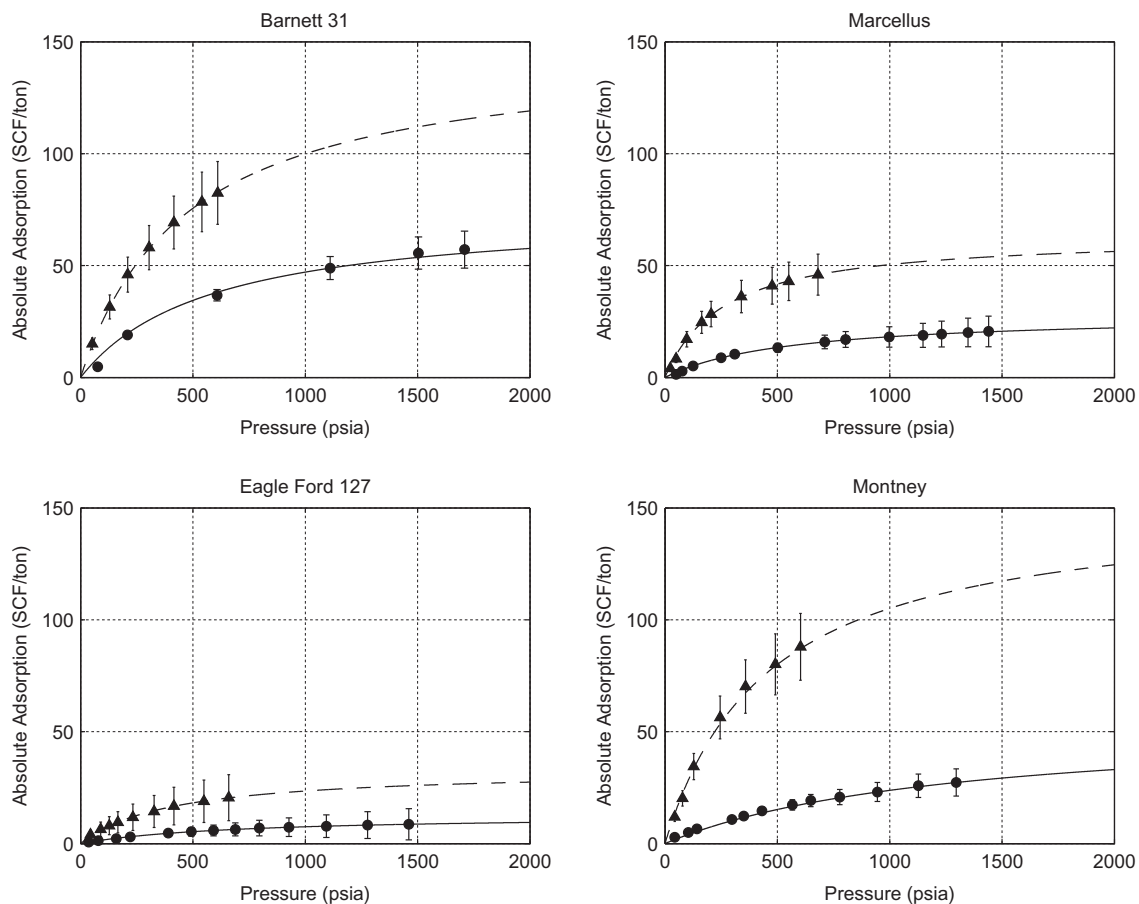 Barnett 31
150
100
50
0
0 500 1000 1500 2000
Absolute Adsorption (SCF/ton)
Pressure (psia)
Marcellus
150
100
50
0
0 500 1000 1500 2000
Absolute Adsorption (SCF/ton)
Pressure (psia)
Eagle Ford 127
150
100
50
0
0 500 1000 1500 2000
Absolute Adsorption (SCF/ton)
Pressure (psia)
Montney
150
100
50
0
0 500 1000 1500 2000
Absolute Adsorption (SCF/ton)
Pressure (psia)